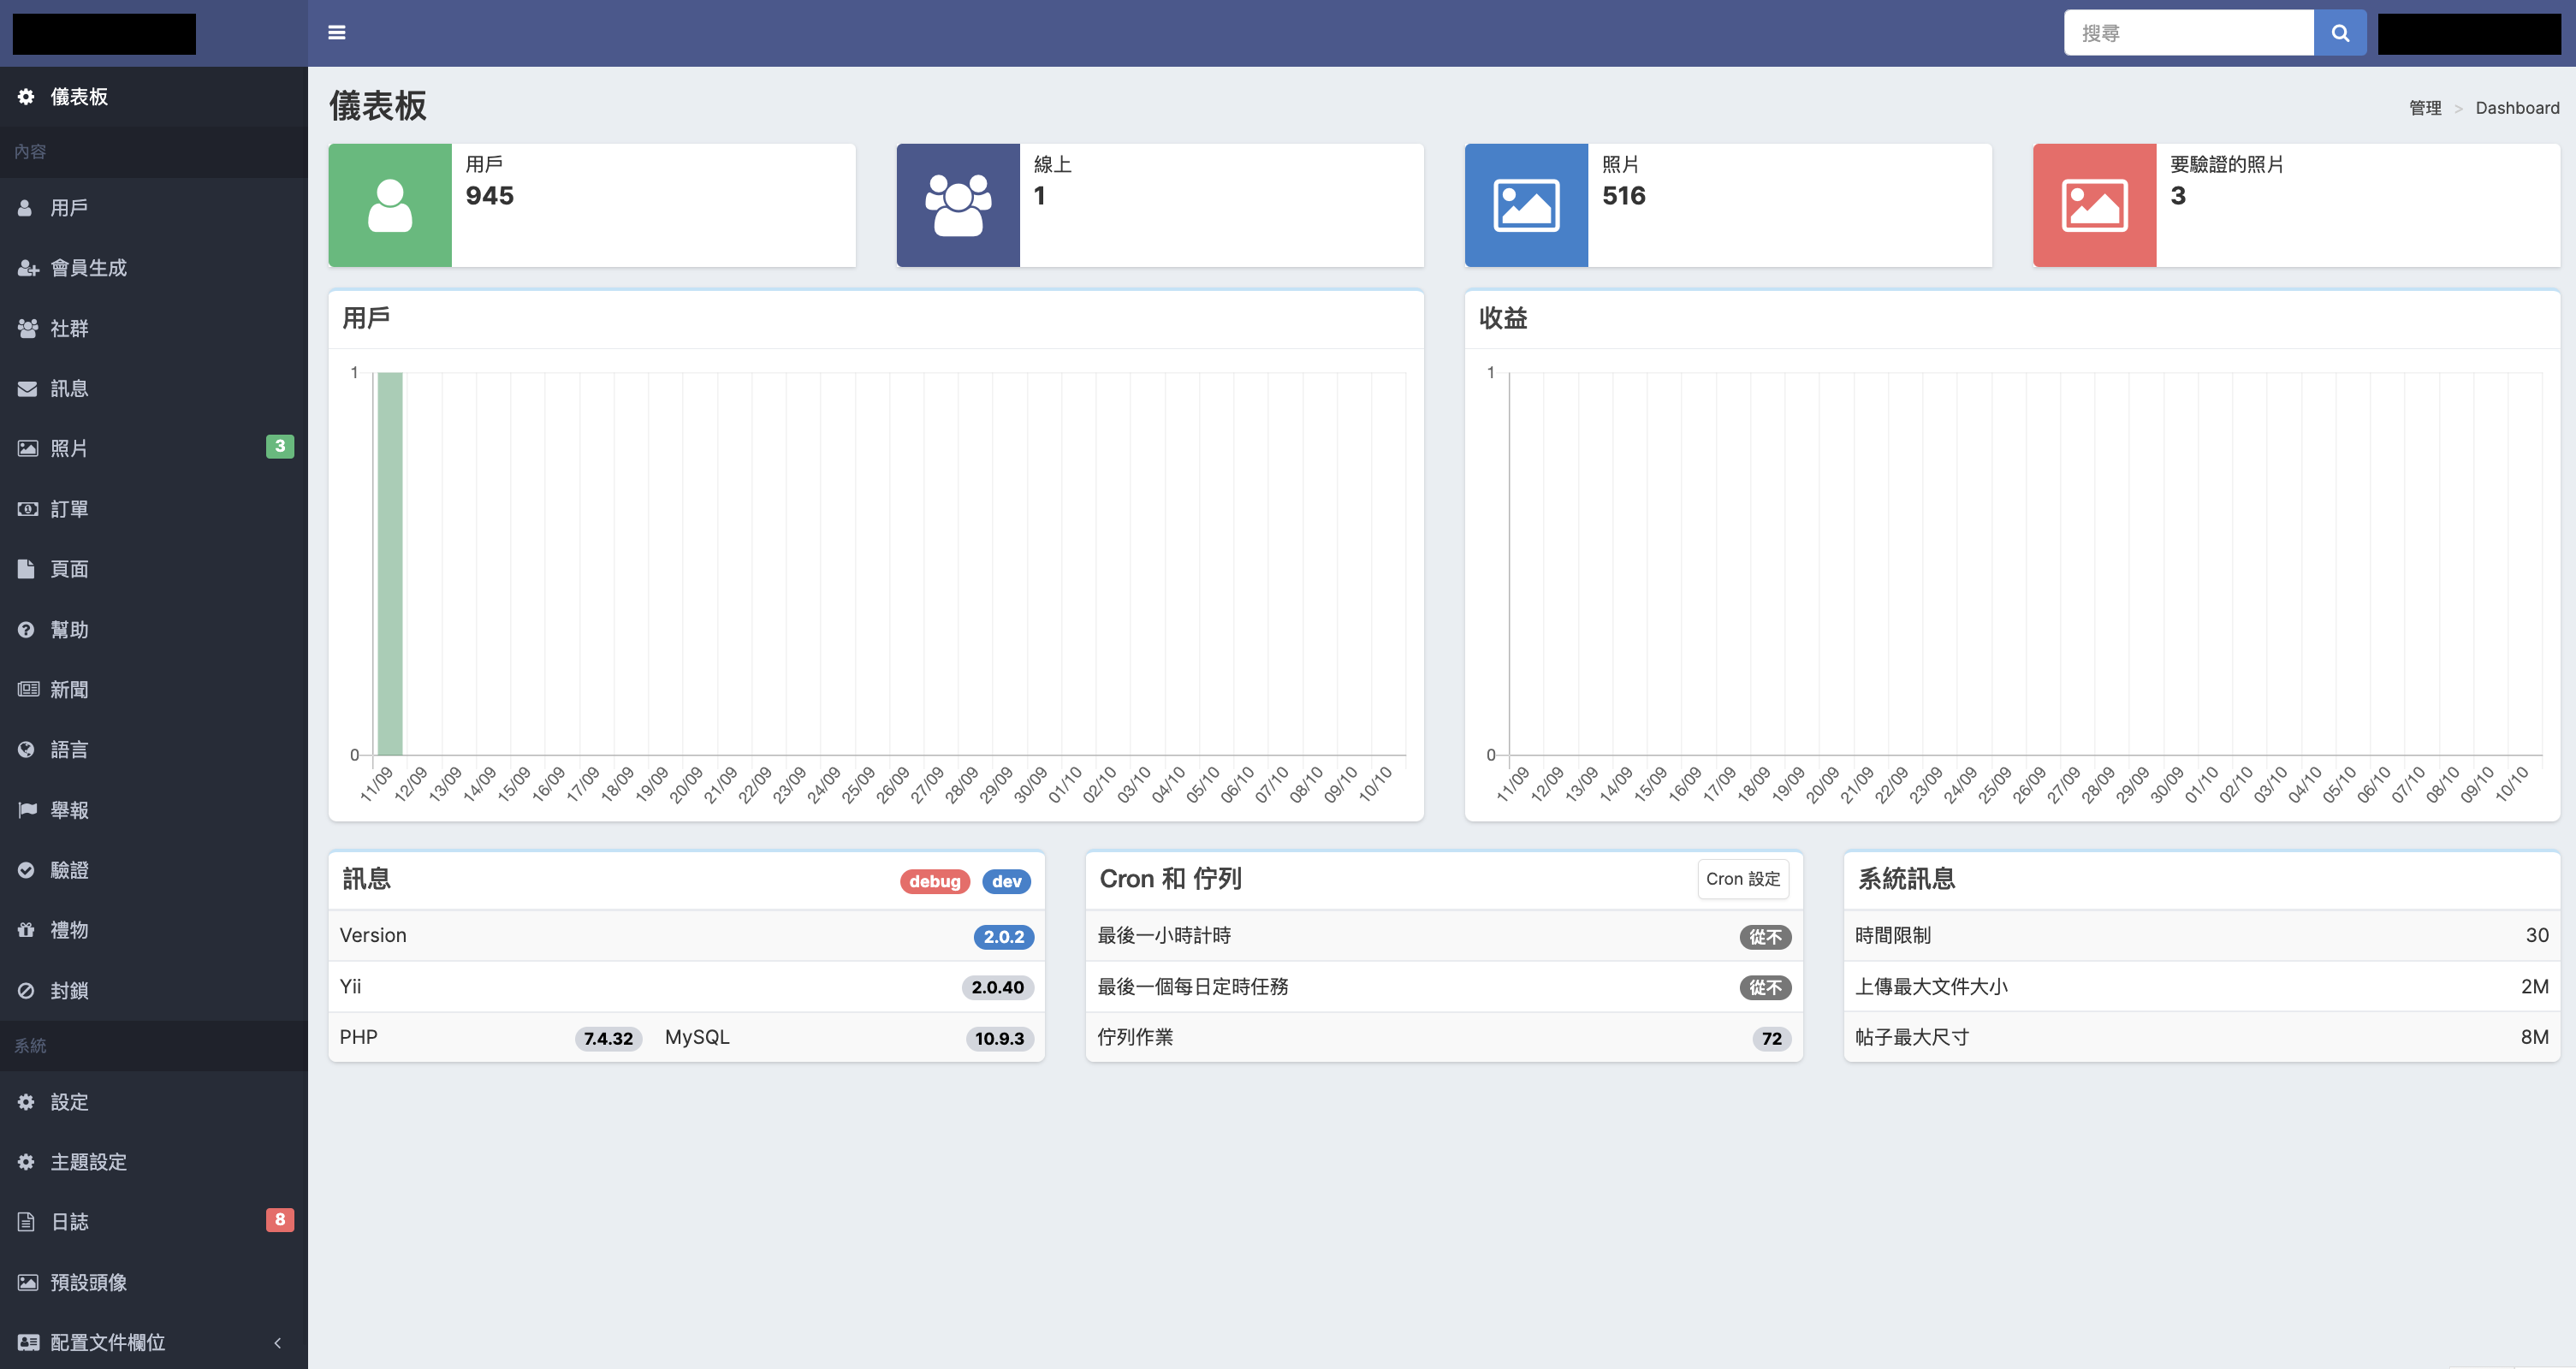 搜尋
儀表板
內容
用戶
會員生成
社群
訊息
照片 3
訂單
頁面
幫助
新聞
語言
舉報
驗證
禮物
封鎖
系統
設定
主題設定
日誌 8
預設頭像
配置文件欄位
儀表板
管理 > Dashboard
用戶
945
線上
1
照片
516
要驗證的照片
3
用戶
1
0
11/09 12/09 13/09 14/09 15/09 16/09 17/09 18/09 19/09 20/09 21/09 22/09 23/09 24/09 25/09 26/09 27/09 28/09 29/09 30/09 01/10 02/10 03/10 04/10 05/10 06/10 07/10 08/10 09/10 10/10
收益
1
0
11/09 12/09 13/09 14/09 15/09 16/09 17/09 18/09 19/09 20/09 21/09 22/09 23/09 24/09 25/09 26/09 27/09 28/09 29/09 30/09 01/10 02/10 03/10 04/10 05/10 06/10 07/10 08/10 09/10 10/10
訊息 debug dev
Version 2.0.2
Yii 2.0.40
PHP 7.4.32 MySQL 10.9.3
Cron 和 佇列 Cron 設定
最後一小時計時 從不
最後一個每日定時任務 從不
佇列作業 72
系統訊息
時間限制 30
上傳最大文件大小 2M
帖子最大尺寸 8M